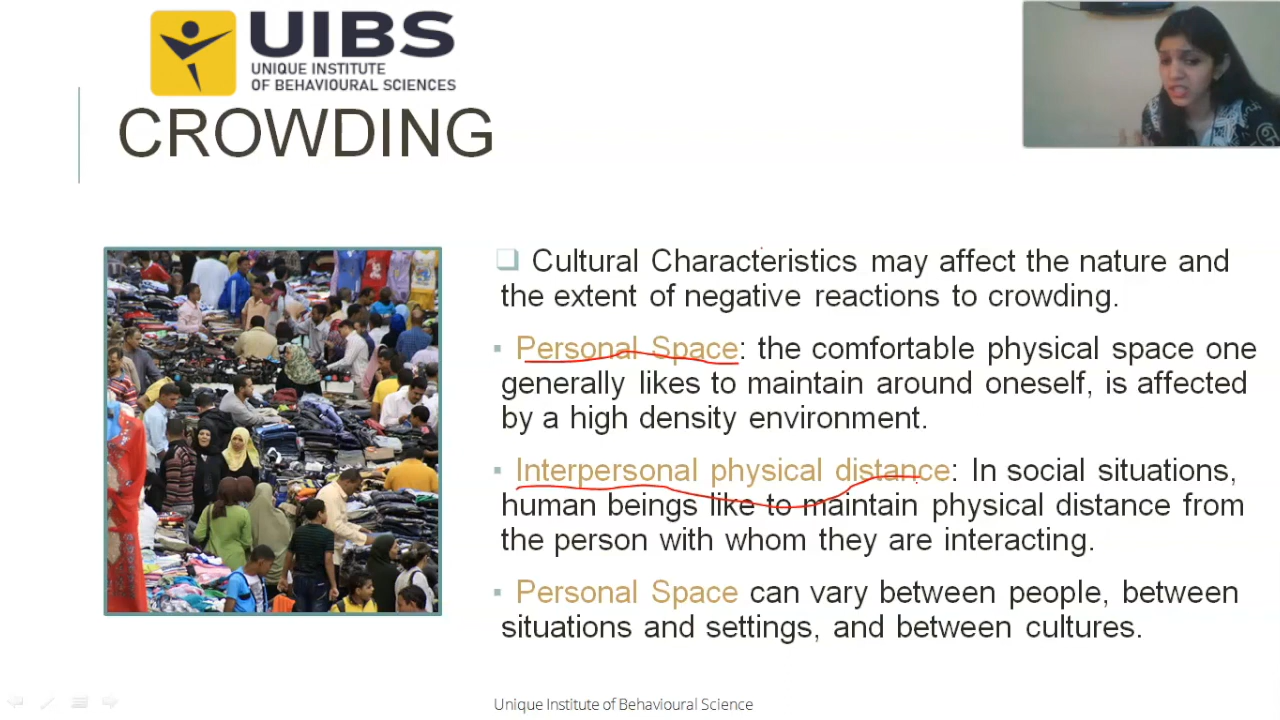 UIBS
UNIQUE INSTITUTE
OF BEHAVIOURAL SCIENCES
CROWDING
Cultural Characteristics may affect the nature and
the extent of negative reactions to crowding.
Personal Space: the comfortable physical space one
generally likes to maintain around oneself, is affected
by a high density environment.
Interpersonal physical distance: In social situations,
human beings like to maintain physical distance from
the person with whom they are interacting.
Personal Space can vary between people, between
situations and settings, and between cultures.
Unique Institute of Behavioural Science